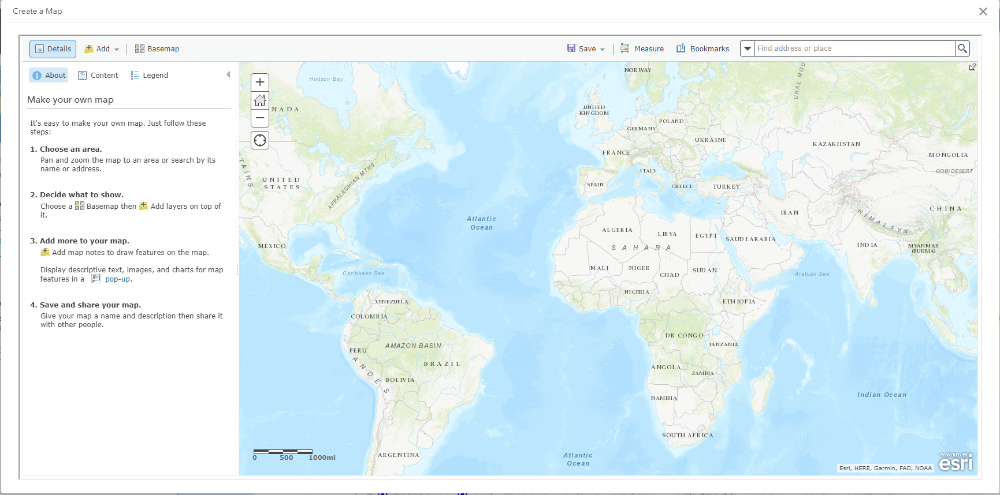 Create a Map
Details
Add
Basemap
Save
Measure
Bookmarks
Find address or place
About
Content
Legend
Make your own map
It's easy to make your own map. Just follow these
steps:
1. Choose an area.
Pan and zoom the map to an area or search by its
name or address.
2. Decide what to show.
Choose a Basemap then Add layers on top of
it.
3. Add more to your map.
Add map notes to draw features on the map.
Display descriptive text, images, and charts for map
features in a pop-up.
4. Save and share your map.
Give your map a name and description then share it
with other people.
Hudson Bay
NADA
NORWAY
URAL MOU
UNITED
KINGDOM
POLAND
GERMANY
UKRAINE
KAZAKHSTAN
FRANCE
MONGOLIA
TAINS
ITALY
GOBI DESERT
UNITED
STATES
APPALACHIAN MTNS
SPAIN
GREECE
TURKEY
CHINA
IRAN
HIMALAYA
Atlantic
Ocean
ALGERIA
LIBYA
EGYPT
SAUDI ARABIA
MÉXICO
SAHARA
INDIA
MYANMAR
(BURMA)
Caribbean Sea
MALI
NIGER
CHAD
SUDAN
Arabian Sea
NIGERIA
VENEZUELA
ETHIOPIA
COLOMBIA
DR CONGO
AMAZON BASIN
TANZANIA
PERÚ
BRAZIL
ANDES
ANGOLA
ZAMBIA
BOLIVIA
Indian Ocean
NAMIBIA
SOUTH AFRICA
ARGENTINA
Atlantic
Ocean
0 500 1000mi
POWERED BY
esri
Esri, HERE, Garmin, FAO, NOAA